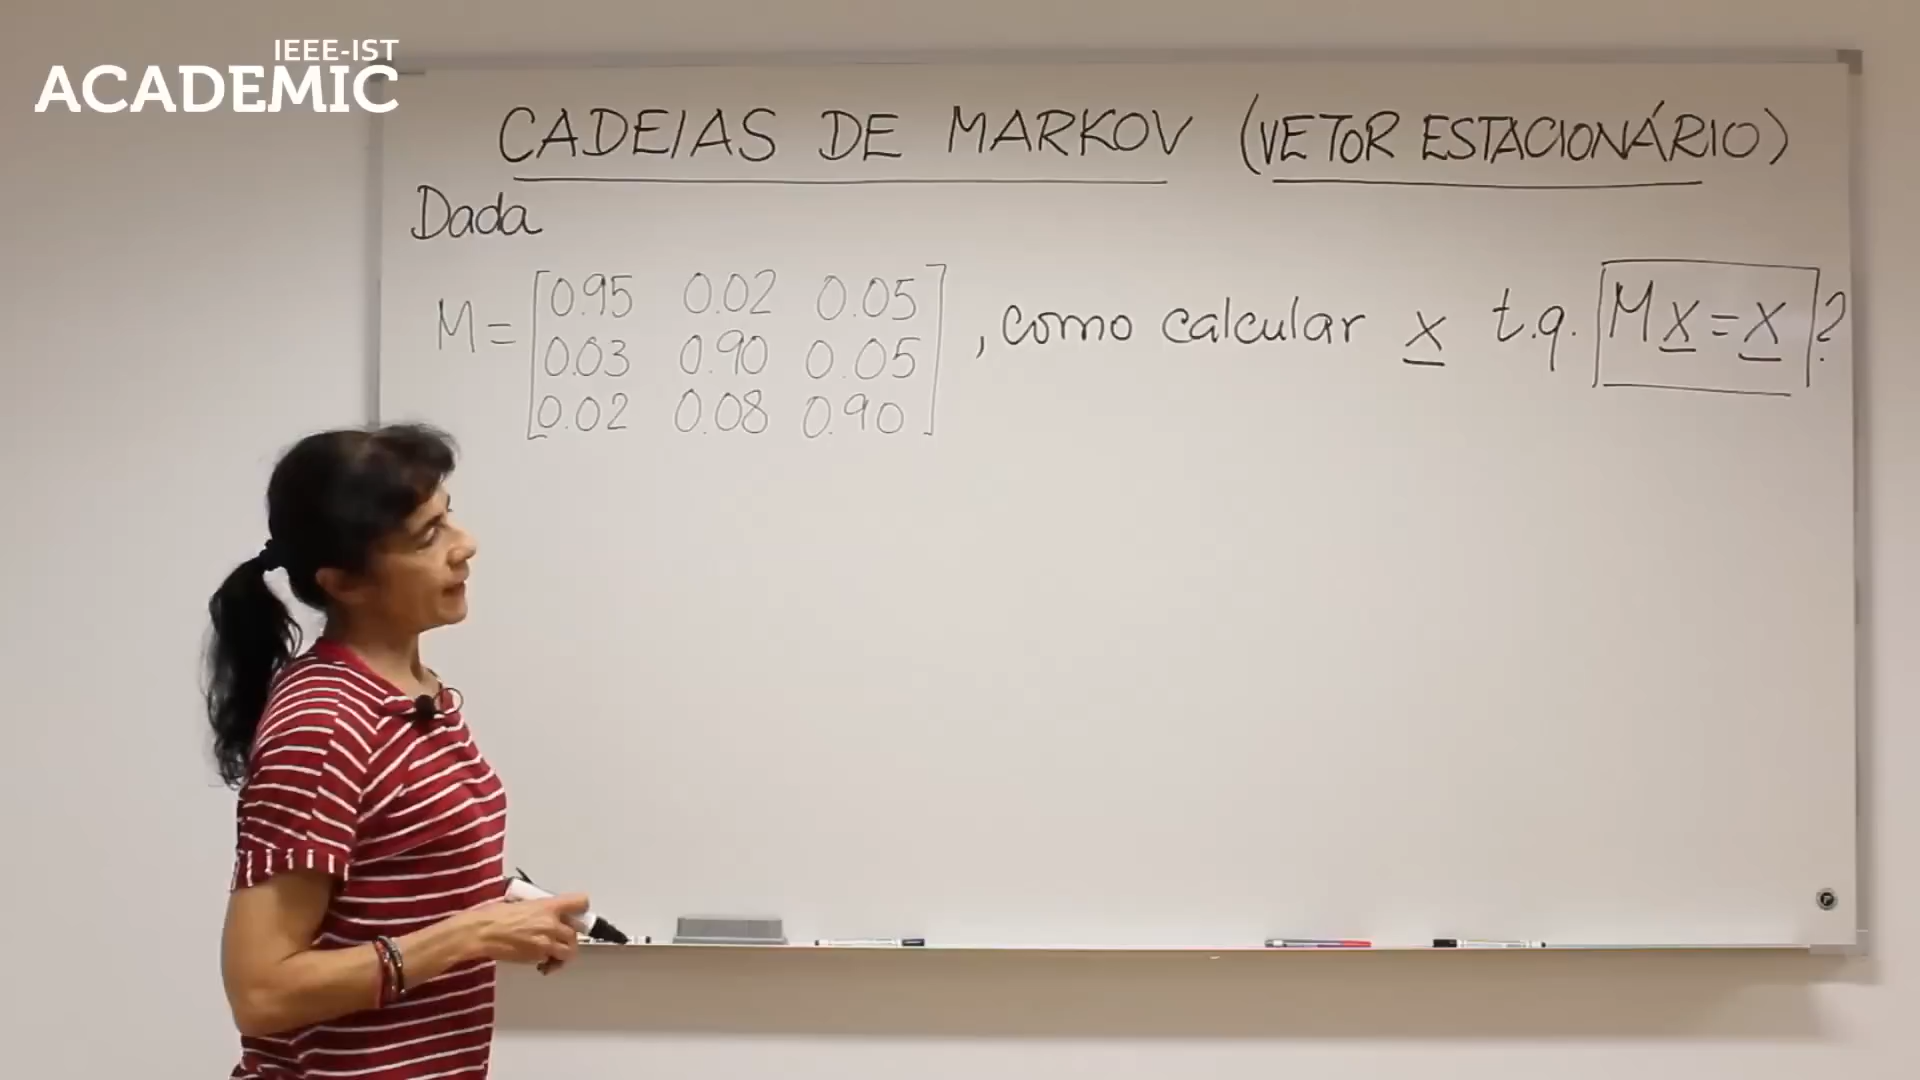 IEEE-IST
ACADEMIC
CADEIAS DE MARKOV (VETOR ESTACIONÁRIO)
Dada
M = [0.95 0.02 0.05
0.03 0.90 0.05
0.02 0.08 0.90] , como calcular x t.q. Mx = x ?